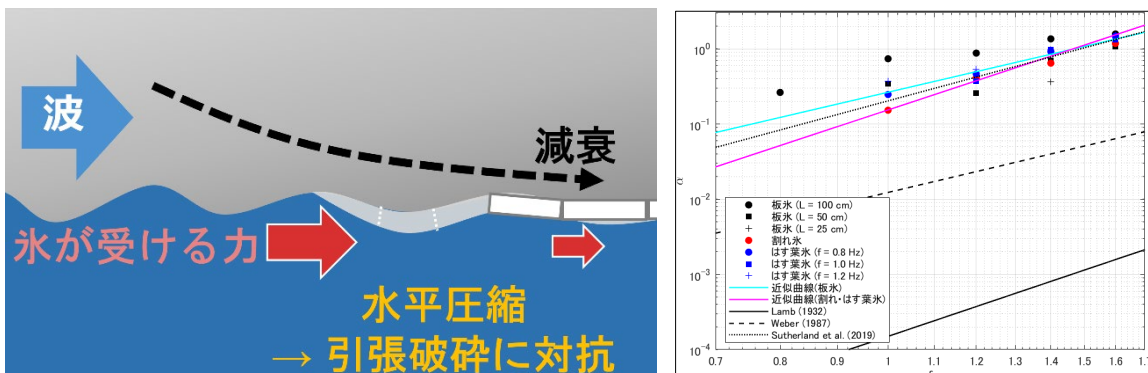 波
減衰
氷が受ける力
水平圧縮
→ 引張破砕に対抗
α
10⁰
10⁻¹
10⁻²
10⁻³
10⁻⁴
板氷 (L = 100 cm)
板氷 (L = 50 cm)
板氷 (L = 25 cm)
割れ氷
はす葉氷 (f = 0.8 Hz)
はす葉氷 (f = 1.0 Hz)
はす葉氷 (f = 1.2 Hz)
近似曲線(板氷)
近似曲線(割れ・はす葉氷)
Lamb (1932)
Weber (1987)
Sutherland et al. (2019)
0.7 0.8 0.9 1 1.1 1.2 1.3 1.4 1.5 1.6 1.7